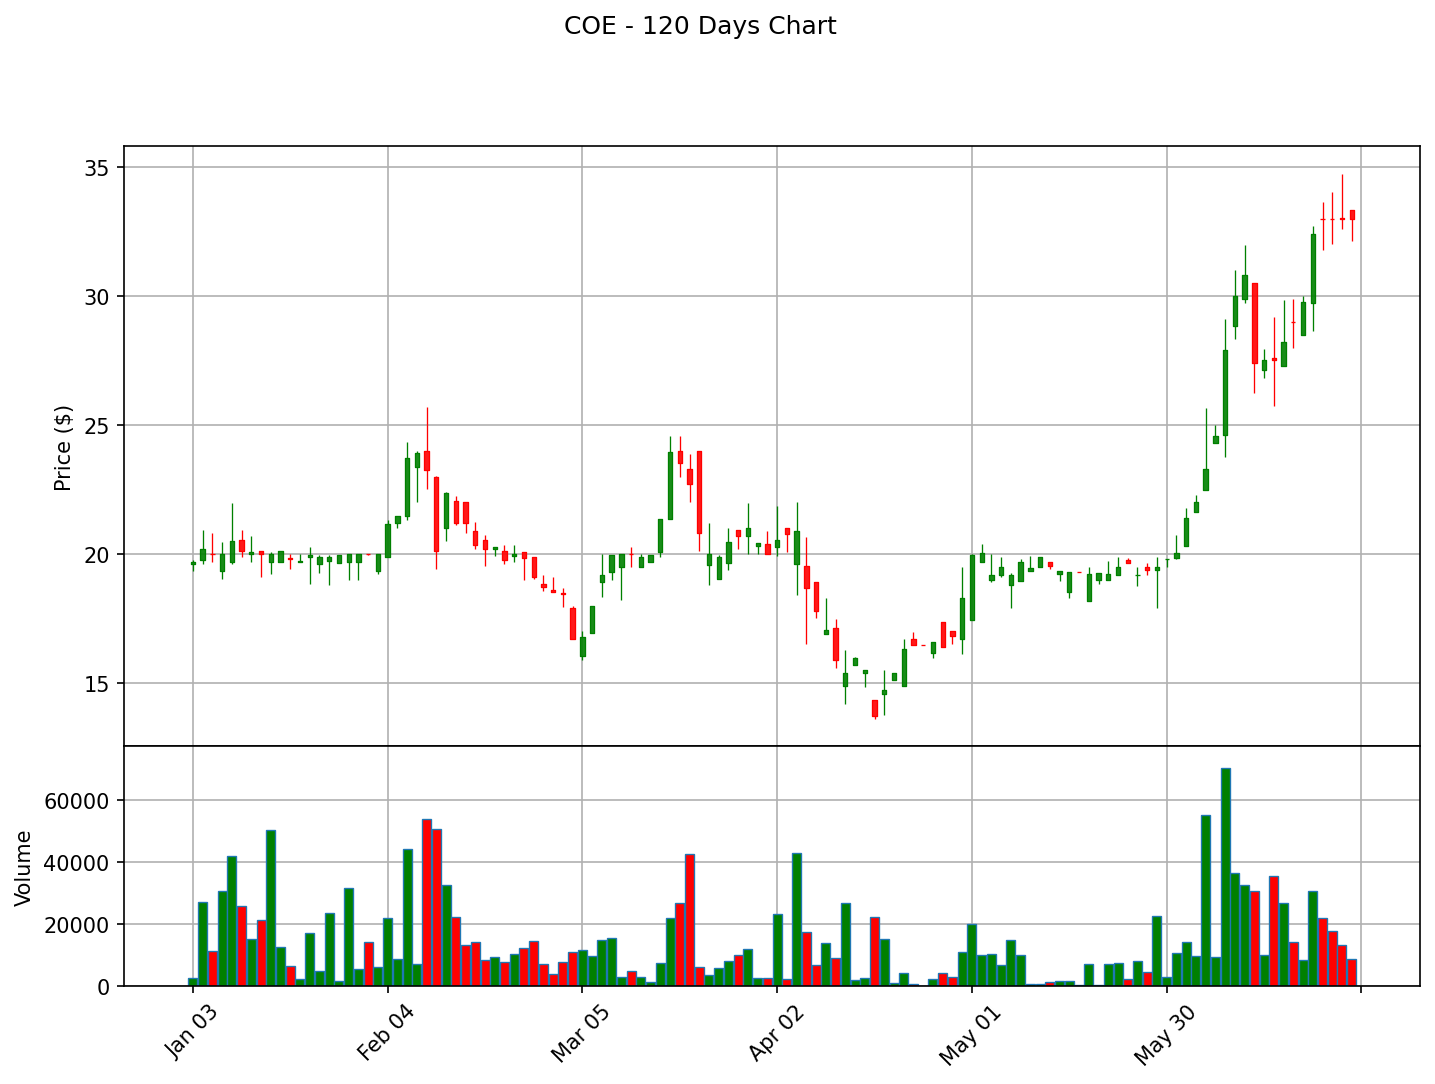 COE - 120 Days Chart
35
30
25
20
15
Price ($)
60000
40000
20000
0
Volume
Jan 03
Feb 04
Mar 05
Apr 02
May 01
May 30